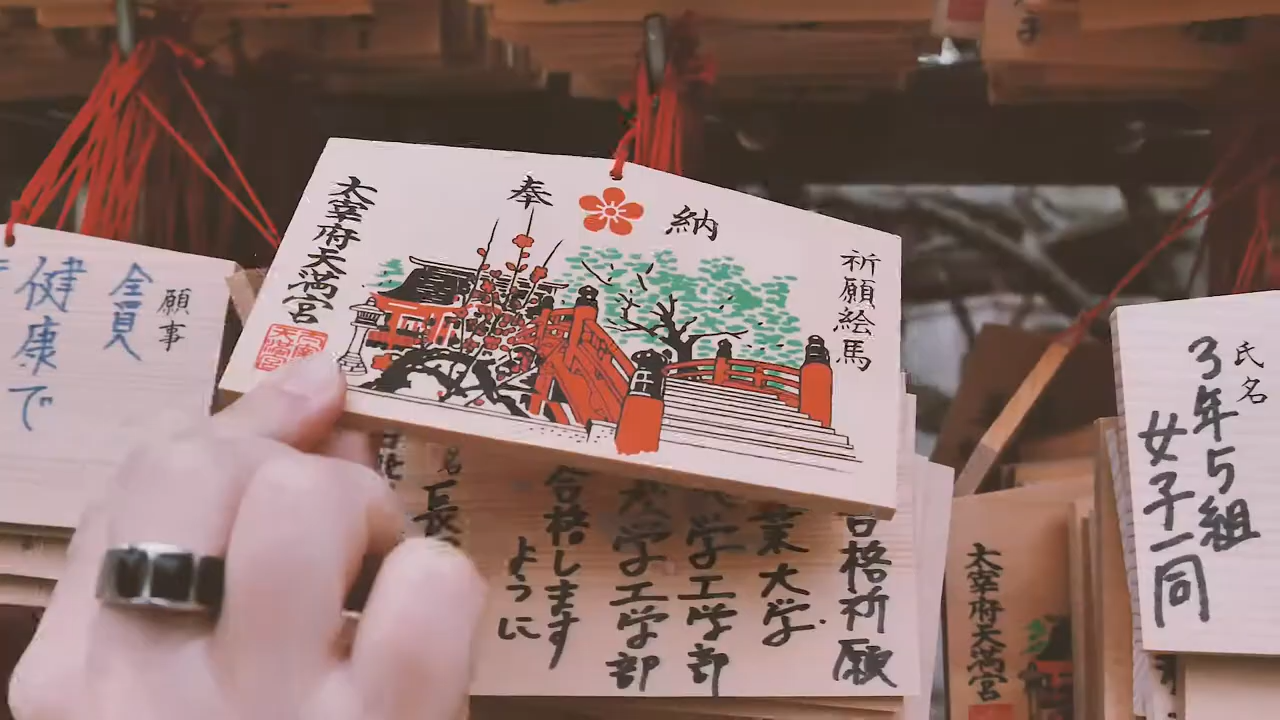 奉納
祈願絵馬
太宰府天満宮
願事
全員
健康で
合格祈願
業大学
大学工学部
大学工学部
合格します
ように
氏名
3年5組
女子一同
太宰府天満宮